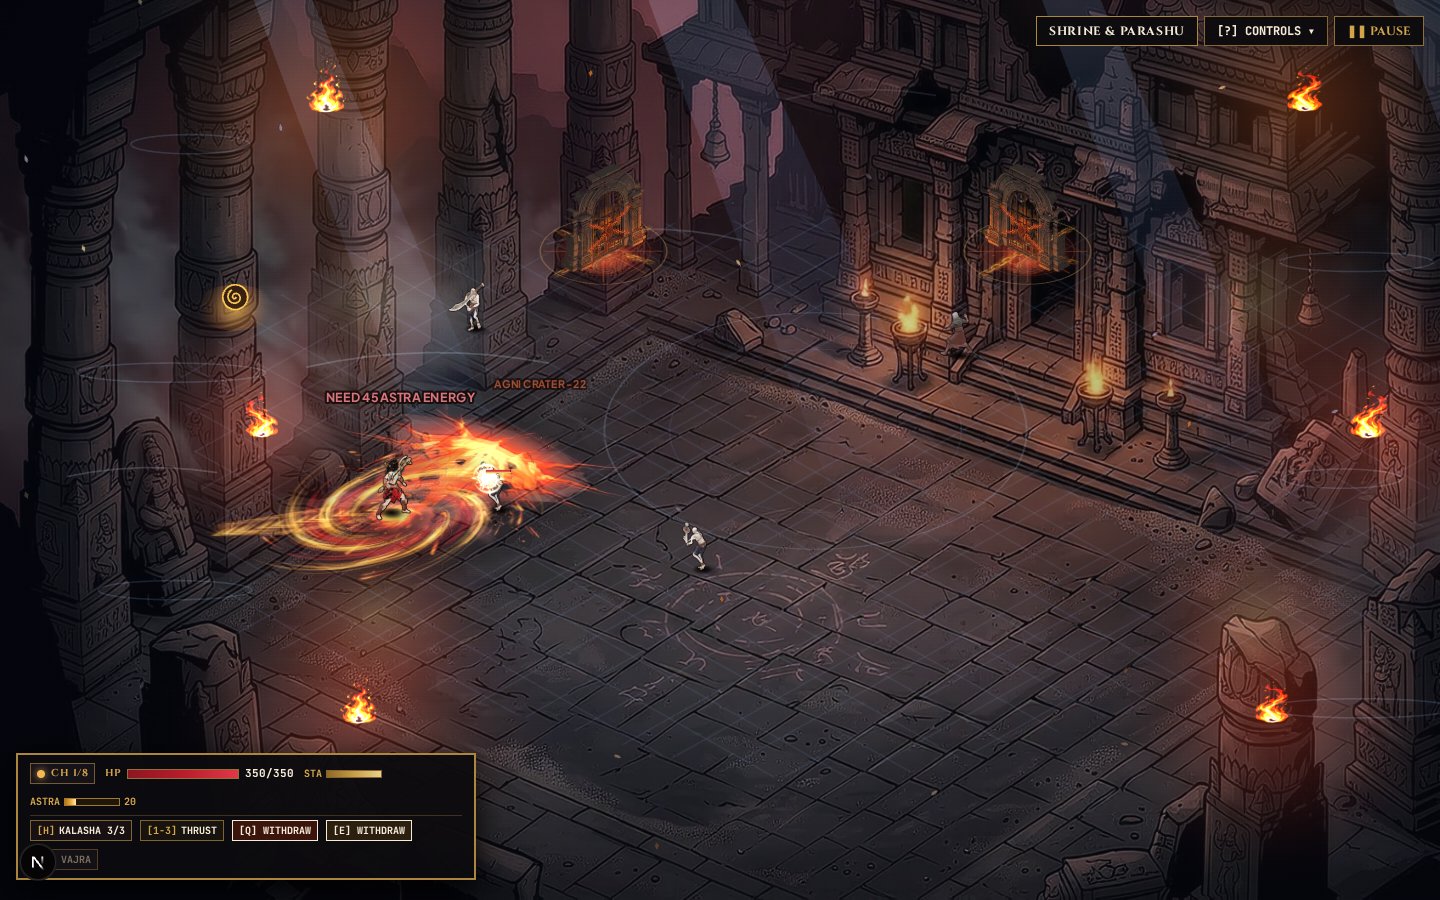 SHRINE & PARASHU
[?] CONTROLS ▾
❚❚ PAUSE
AGNI CRATER -22
NEED 45 ASTRA ENERGY
CH 1/8
HP
350/350
STA
ASTRA
20
[H] KALASHA 3/3
[1-3] THRUST
[Q] WITHDRAW
[E] WITHDRAW
N
VAJRA